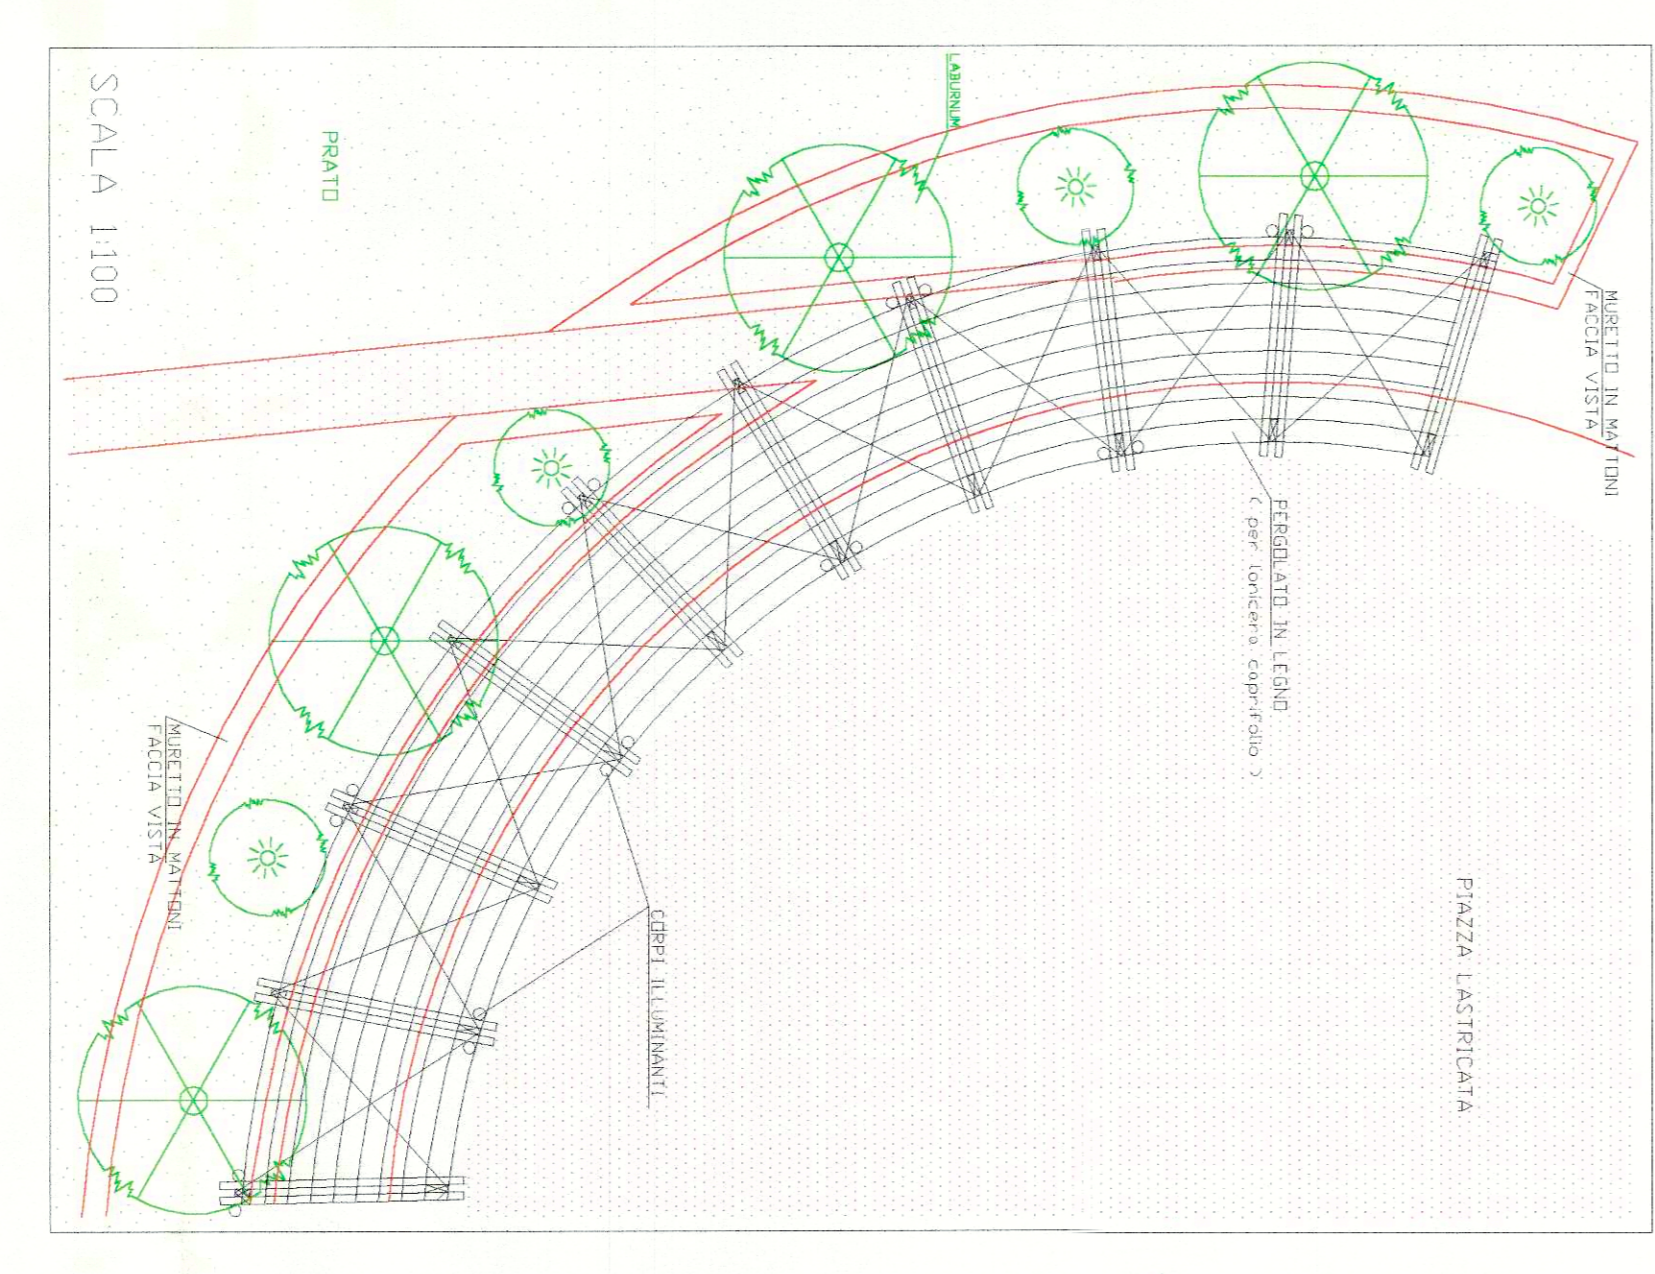 SCALA 1:100
PRATO
LABURNUM
MURETTO IN MATTONI
FACCIA VISTA
PERGOLATO IN LEGNO
( per lonicera caprifolio )
PIAZZA LASTRICATA
CORPI ILLUMINANTI
MURETTO IN MATTONI
FACCIA VISTA